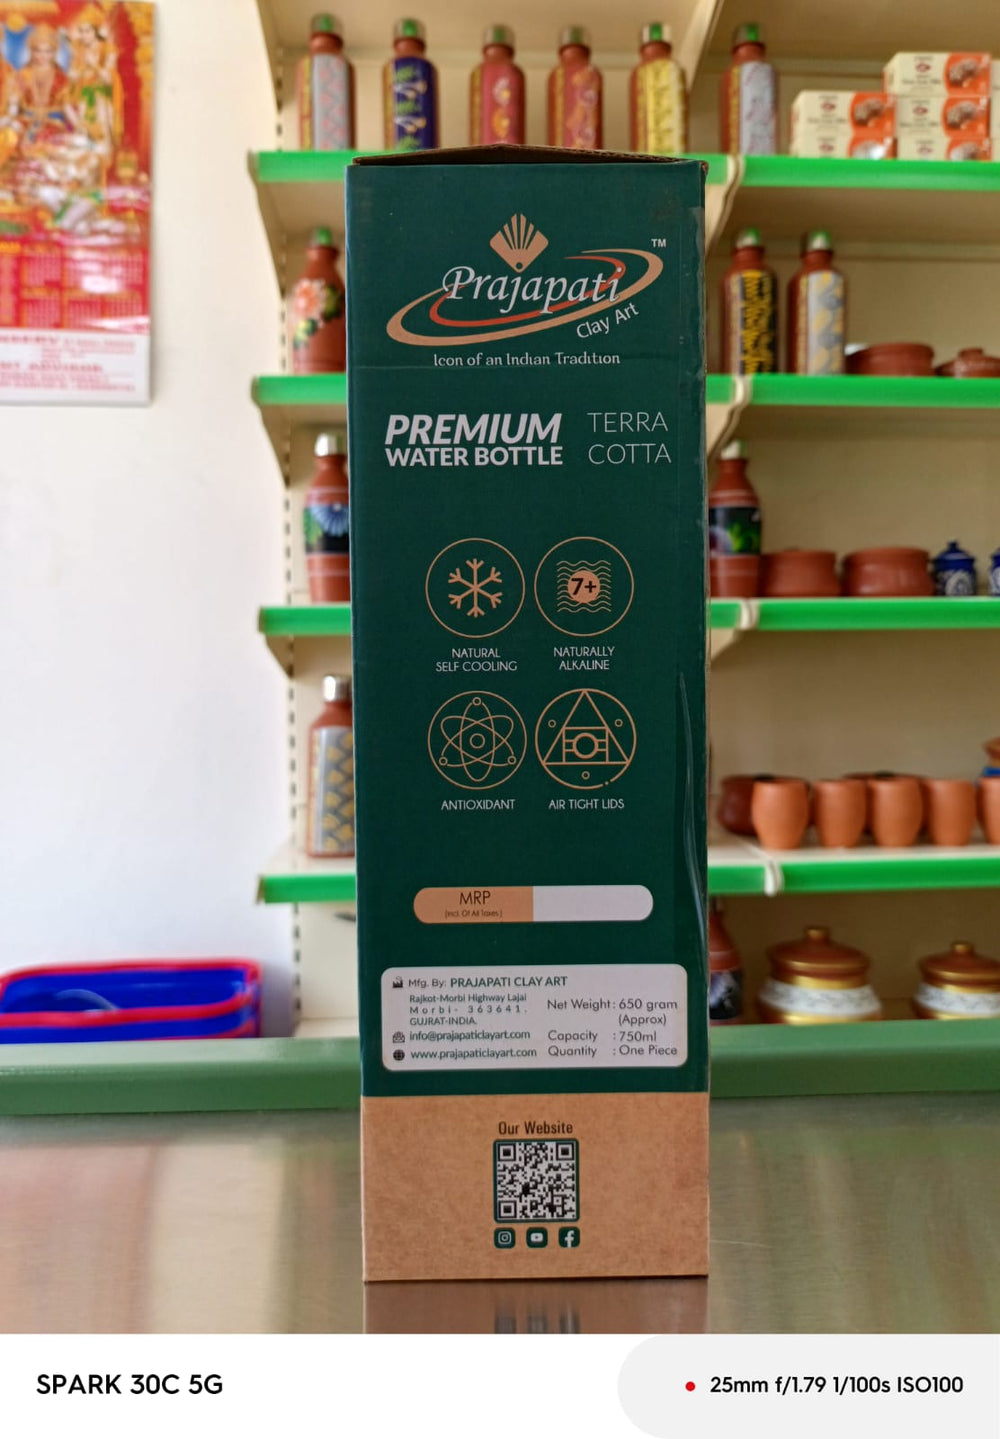 Prajapati
TM
Clay Art
Icon of an Indian Tradition
PREMIUM
WATER BOTTLE
TERRA
COTTA
7+
NATURAL
SELF COOLING
NATURALLY
ALKALINE
ANTIOXIDANT
AIR TIGHT LIDS
MRP
(Incl. Of All Taxes)
Mfg. By: PRAJAPATI CLAY ART
Rajkot-Morbi Highway Lajai
Morbi- 363641.
GUJRAT-INDIA.
info@prajapaticlayart.com
www.prajapaticlayart.com
Net Weight : 650 gram
(Approx)
Capacity : 750ml
Quantity : One Piece
Our Website
SPARK 30C 5G
25mm f/1.79 1/100s ISO100